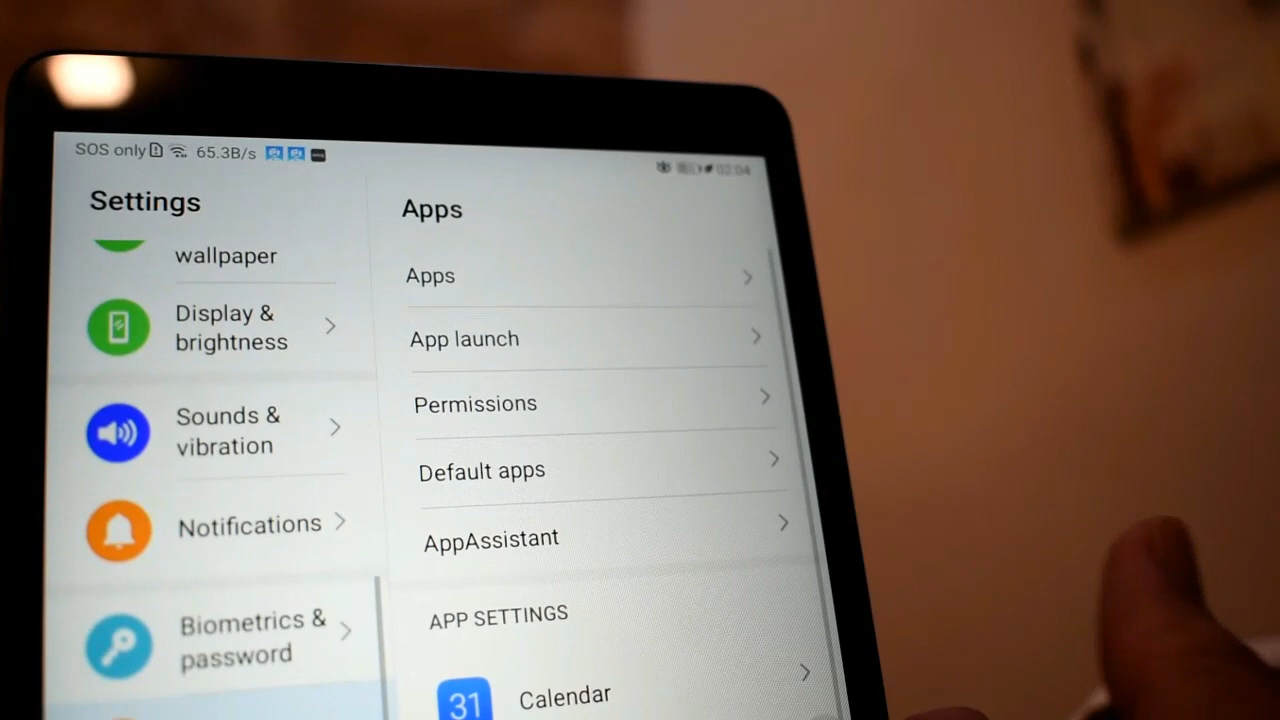 SOS only 65.3B/s
02:04
Settings
wallpaper
Display &
brightness
Sounds &
vibration
Notifications
Biometrics &
password
Apps
Apps
App launch
Permissions
Default apps
AppAssistant
APP SETTINGS
31 Calendar